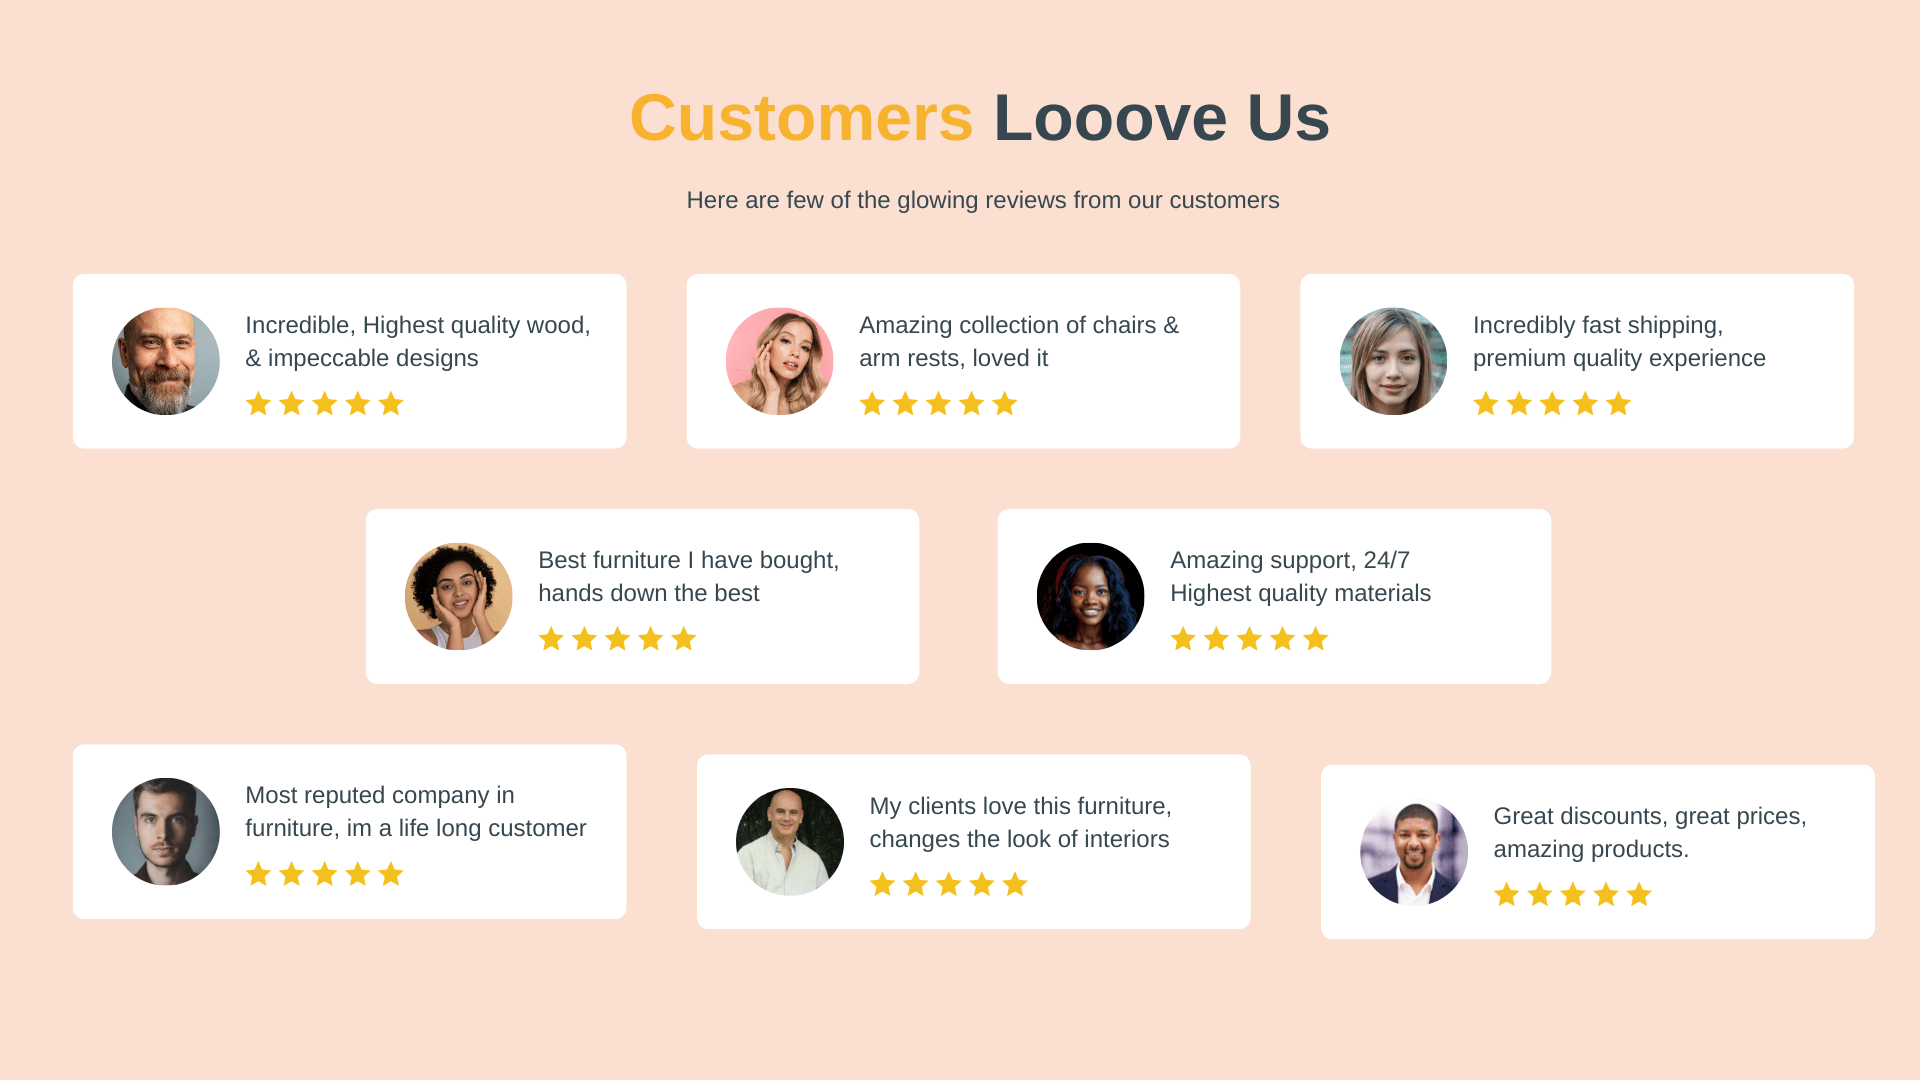 Customers Looove Us
Here are few of the glowing reviews from our customers
Incredible, Highest quality wood,
& impeccable designs
Amazing collection of chairs &
arm rests, loved it
Incredibly fast shipping,
premium quality experience
Best furniture I have bought,
hands down the best
Amazing support, 24/7
Highest quality materials
Most reputed company in
furniture, im a life long customer
My clients love this furniture,
changes the look of interiors
Great discounts, great prices,
amazing products.